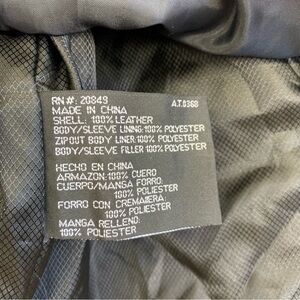 RN#: 20849 A.T.0368
MADE IN CHINA
SHELL: 100% LEATHER
BODY/SLEEVE LINING:100% POLYESTER
ZIP OUT BODY LINER:100% POLYESTER
BODY/SLEEVE FILLER:100% POLYESTER
HECHO EN CHINA
ARMAZON:100% CUERO
CUERPO/MANGA FORRO:
100% POLIESTER
FORRO CON CREMALLERA:
100% POLIESTER
MANGA RELLENO:
100% POLIESTER